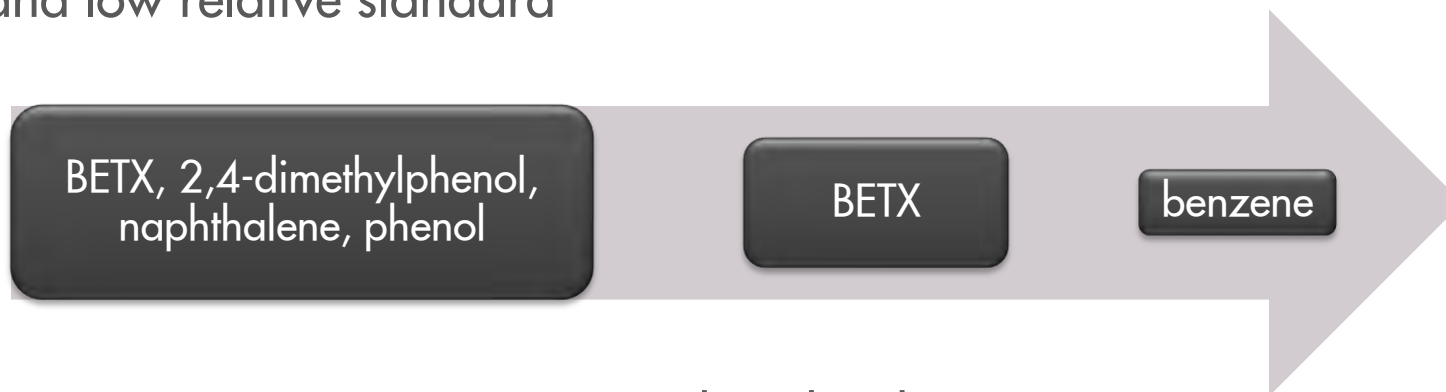 and low relative standard
BETX, 2,4-dimethylphenol,
naphthalene, phenol
BETX
benzene